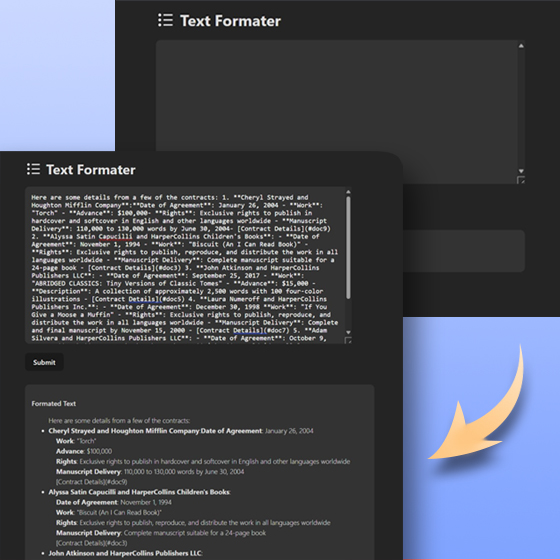 Text Formater
Text Formater
Here are some details from a few of the contracts: 1. **Cheryl Strayed and
Houghton Mifflin Company**:**Date of Agreement**: January 26, 2004 - **Work**:
"Torch" - **Advance**: $100,000- **Rights**: Exclusive rights to publish in
hardcover and softcover in English and other languages worldwide - **Manuscript
Delivery**: 110,000 to 130,000 words by June 30, 2004- [Contract Details](#doc9)
2. **Alyssa Satin Capucilli and HarperCollins Children's Books**: - **Date of
Agreement**: November 1, 1994 - **Work**: "Biscuit (An I Can Read Book)" -
**Rights**: Exclusive rights to publish, reproduce, and distribute the work in all
languages worldwide - **Manuscript Delivery**: Complete manuscript suitable for a
24-page book - [Contract Details](#doc3) 3. **John Atkinson and HarperCollins
Publishers LLC**: - **Date of Agreement**: September 25, 2017 - **Work**:
"ABRIDGED CLASSICS: Tiny Versions of Classic Tomes" - **Advance**: $15,000 -
**Description**: A collection of approximately 2,500 words with 100 four-color
illustrations - [Contract Details](#doc5) 4. **Laura Numeroff and HarperCollins
Publishers Inc.**: - **Date of Agreement**: December 30, 1998 **Work**: "If You
Give a Moose a Muffin" - **Rights**: Exclusive rights to publish, reproduce, and
distribute the work in all languages worldwide - **Manuscript Delivery**: Complete
and final manuscript by November 15, 2000 - [Contract Details](#doc7) 5. **Adam
Silvera and HarperCollins Publishers LLC**: - **Date of Agreement**: October 9,
Submit
Formated Text
Here are some details from a few of the contracts:
• Cheryl Strayed and Houghton Mifflin Company:Date of Agreement: January 26, 2004
Work: "Torch"
Advance: $100,000
Rights: Exclusive rights to publish in hardcover and softcover in English and other languages worldwide
Manuscript Delivery: 110,000 to 130,000 words by June 30, 2004
[Contract Details](#doc9)
• Alyssa Satin Capucilli and HarperCollins Children's Books:
Date of Agreement: November 1, 1994
Work: "Biscuit (An I Can Read Book)"
Rights: Exclusive rights to publish, reproduce, and distribute the work in all languages worldwide
Manuscript Delivery: Complete manuscript suitable for a 24-page book
[Contract Details](#doc3)
• John Atkinson and HarperCollins Publishers LLC: